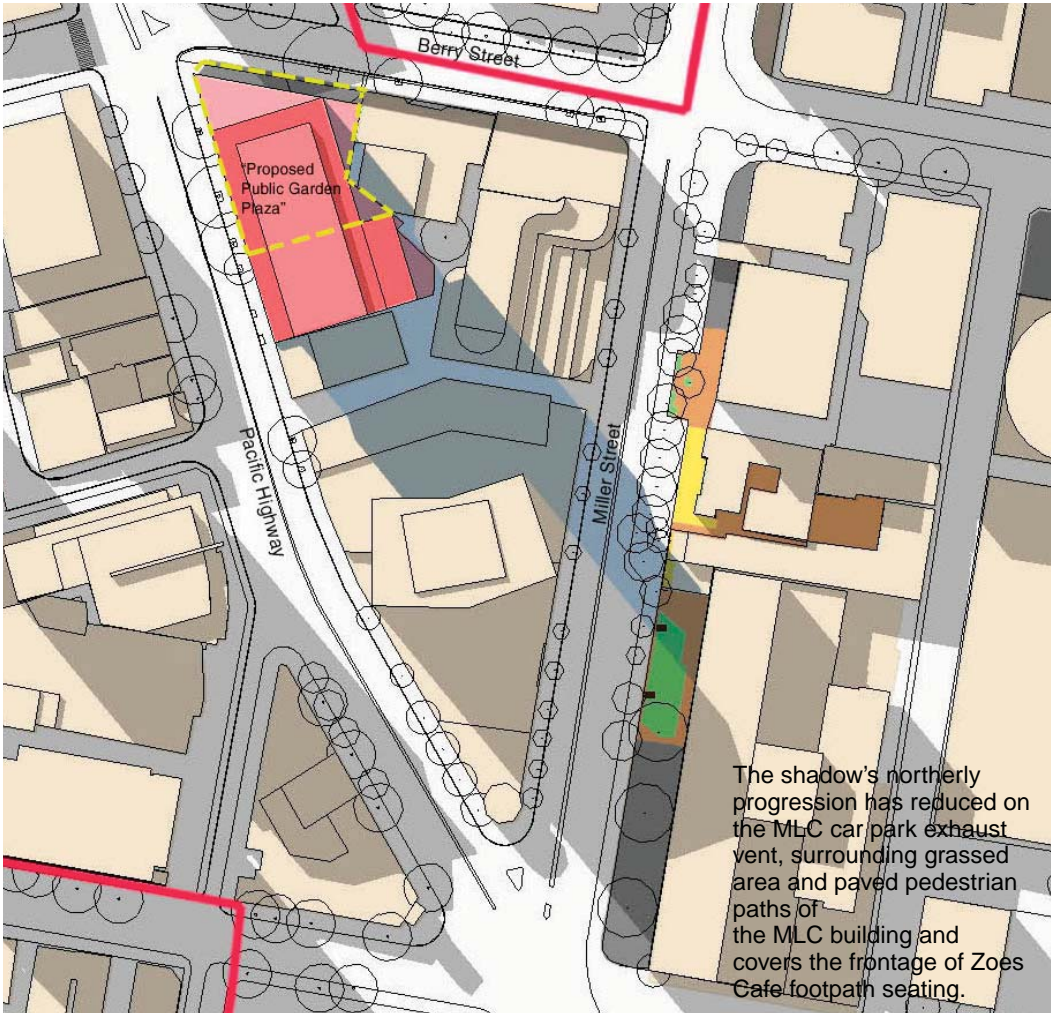 Berry Street
"Proposed
Public Garden
Plaza"
Pacific Highway
Miller Street
The shadow's northerly
progression has reduced on
the MLC car park exhaust
vent, surrounding grassed
area and paved pedestrian
paths of
the MLC building and
covers the frontage of Zoes
Cafe footpath seating.